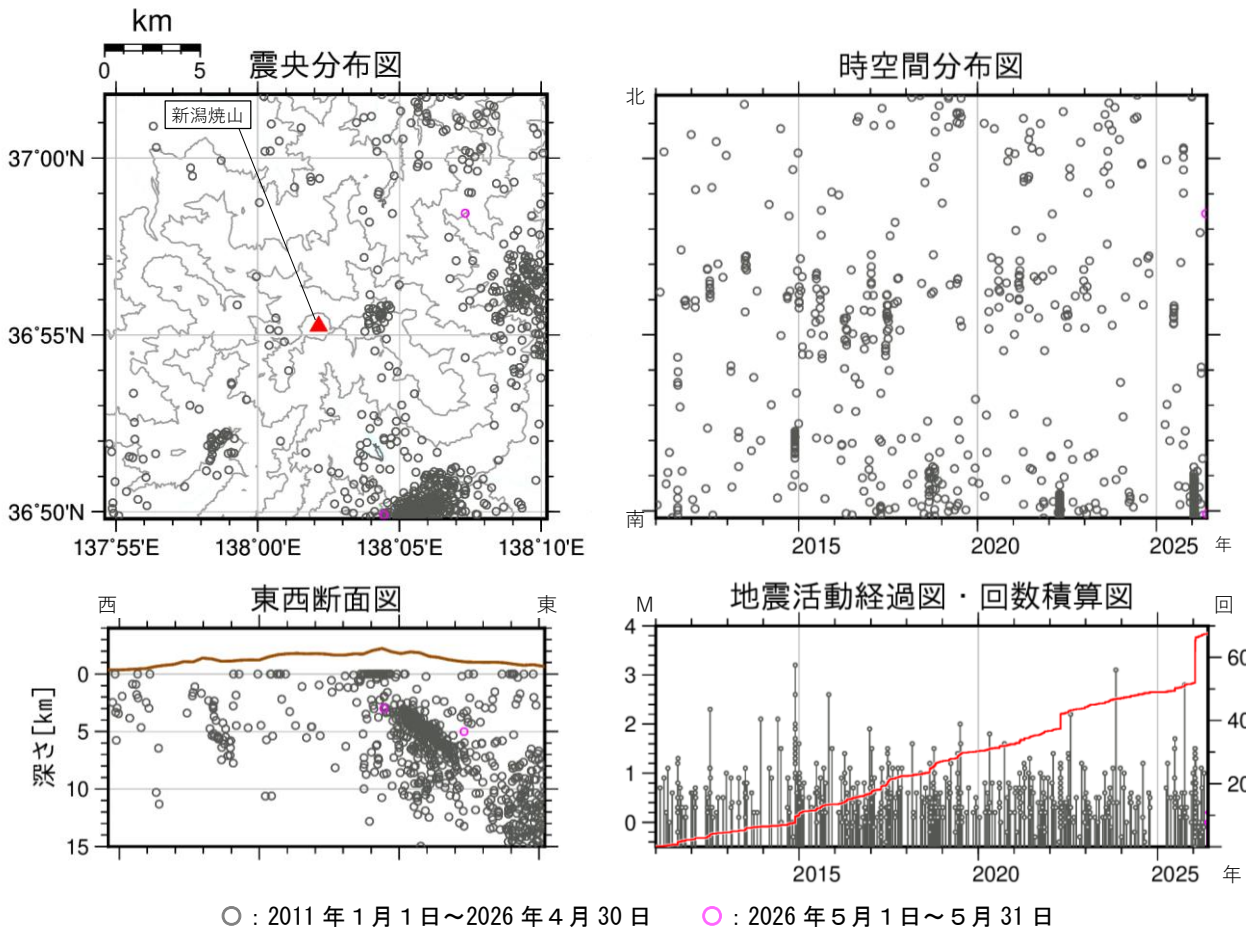 km
0 5
震央分布図
新潟焼山
37°00'N
36°55'N
36°50'N
137°55'E 138°00'E 138°05'E 138°10'E
時空間分布図
北
南
2015 2020 2025 年
東西断面図
西 東
深さ[km]
0
5
10
15
地震活動経過図・回数積算図
M 回
4
3
2
1
0
60
40
20
2015 2020 2025 年
○：2011 年１月１日～2026 年４月 30 日 ○：2026 年５月１日～５月 31 日